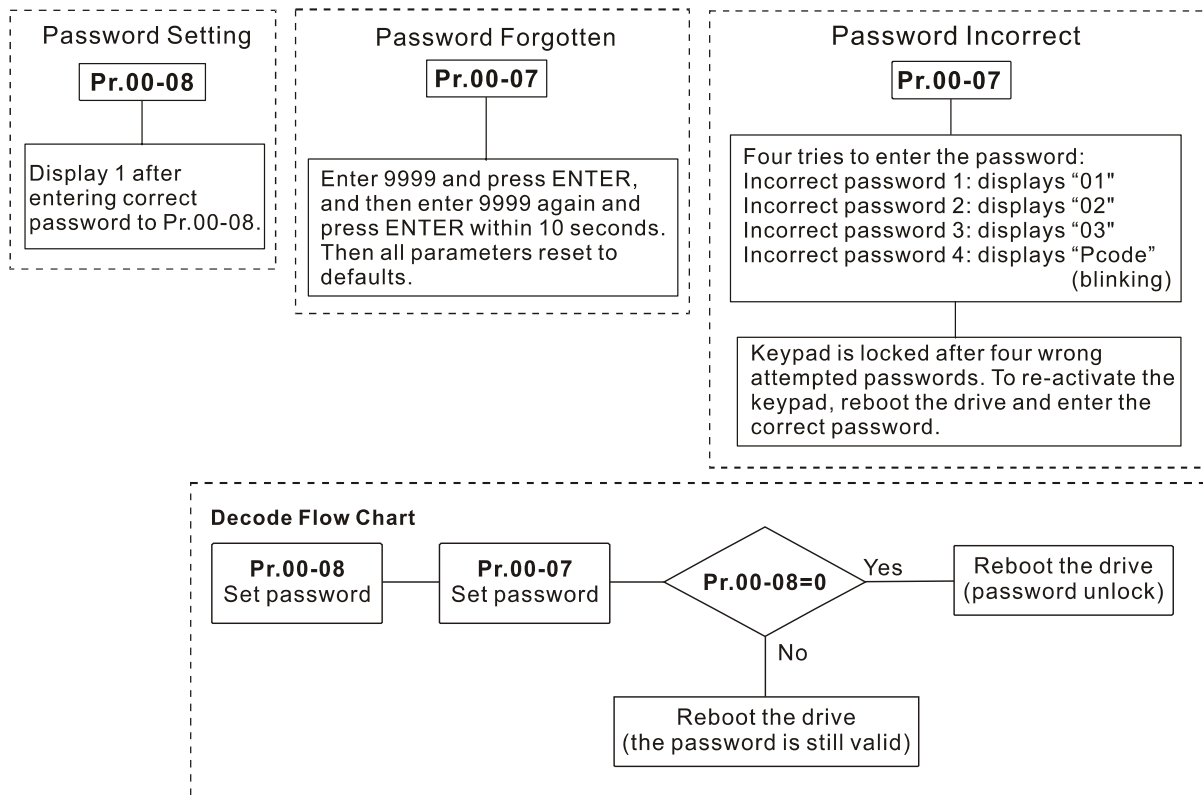 Password Setting
Pr.00-08
Display 1 after
entering correct
password to Pr.00-08.
Password Forgotten
Pr.00-07
Enter 9999 and press ENTER,
and then enter 9999 again and
press ENTER within 10 seconds.
Then all parameters reset to
defaults.
Password Incorrect
Pr.00-07
Four tries to enter the password:
Incorrect password 1: displays “01"
Incorrect password 2: displays “02"
Incorrect password 3: displays “03"
Incorrect password 4: displays “Pcode”
(blinking)
Keypad is locked after four wrong
attempted passwords. To re-activate the
keypad, reboot the drive and enter the
correct password.
Decode Flow Chart
Pr.00-08
Set password
Pr.00-07
Set password
Pr.00-08=0
Yes
Reboot the drive
(password unlock)
No
Reboot the drive
(the password is still valid)